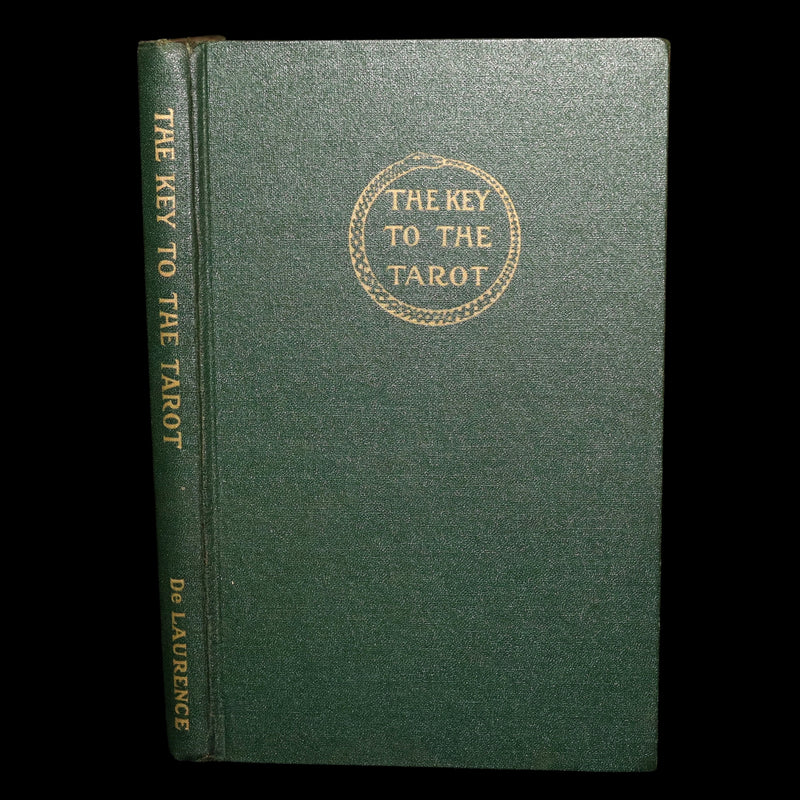 THE KEY TO THE TAROT
De LAURENCE
THE KEY
TO THE
TAROT